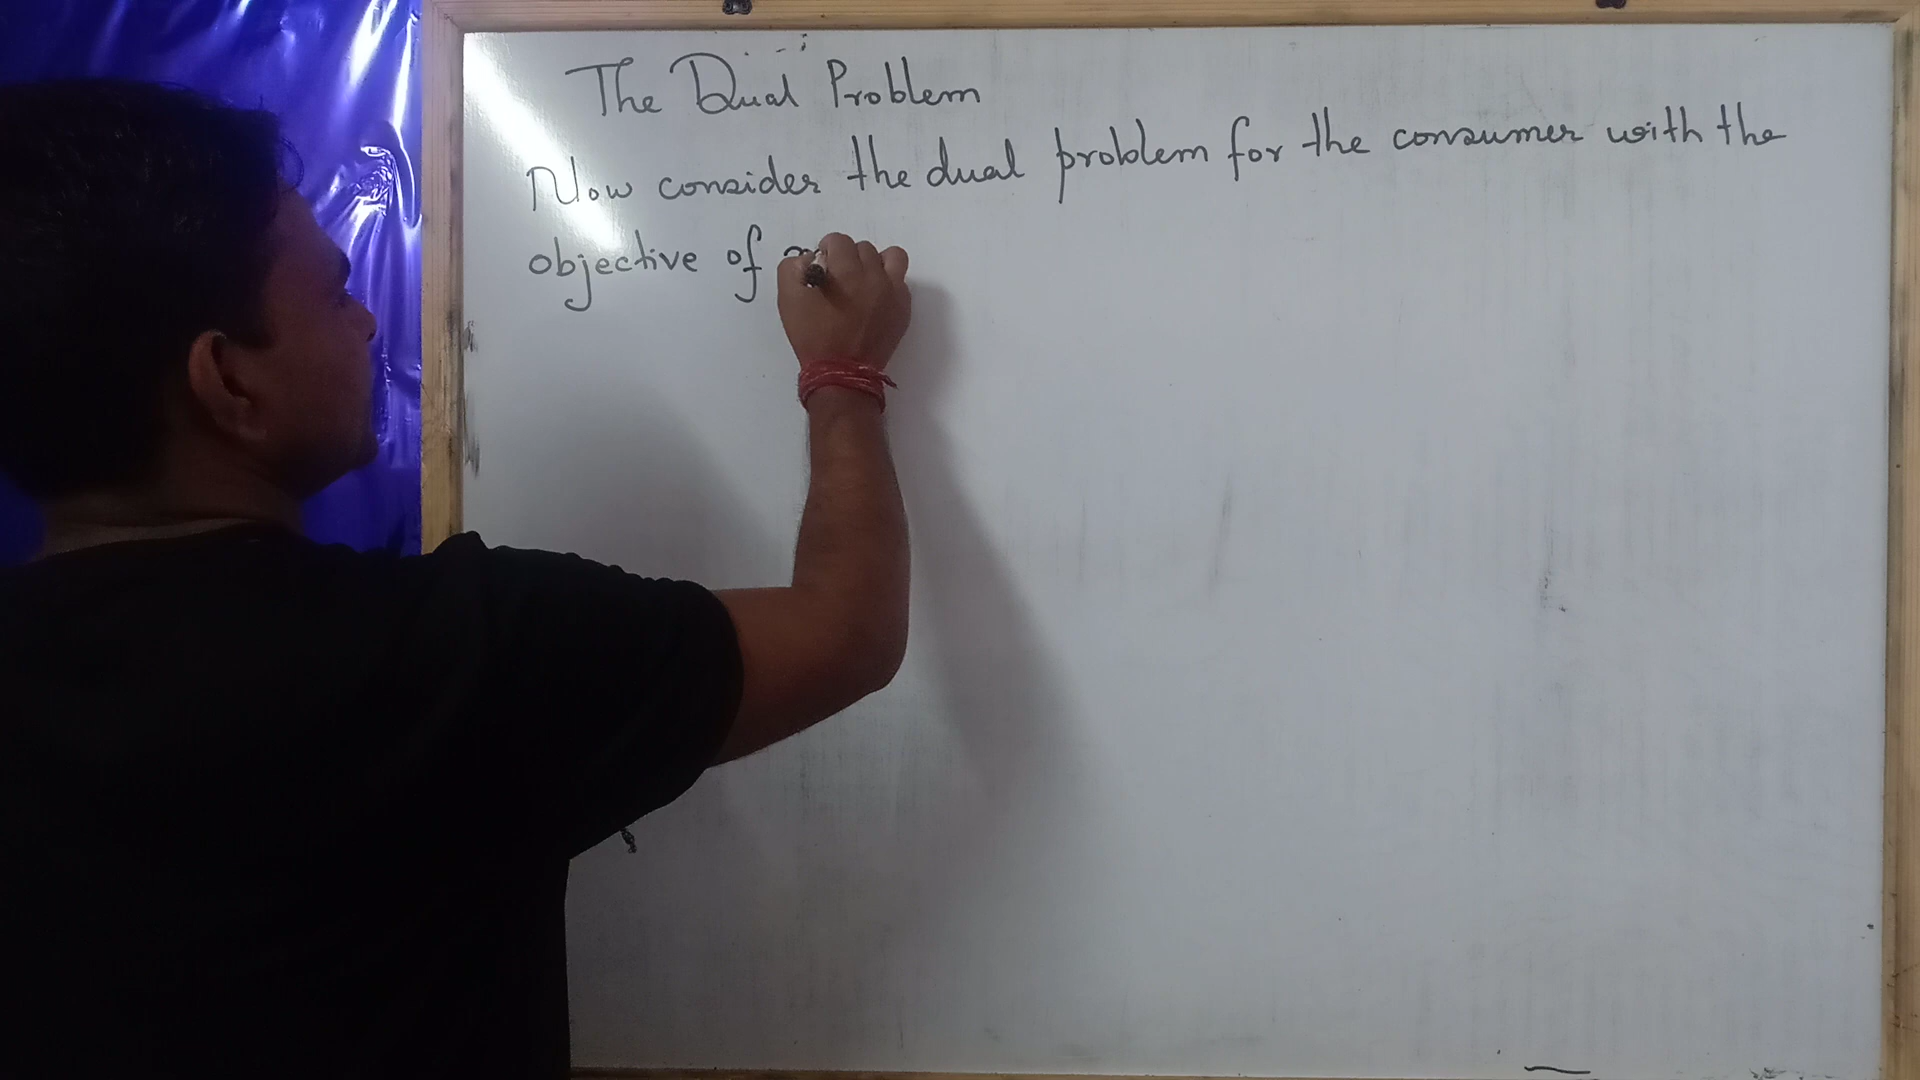 The Dual Problem
Now consider the dual problem for the consumer with the
objective of